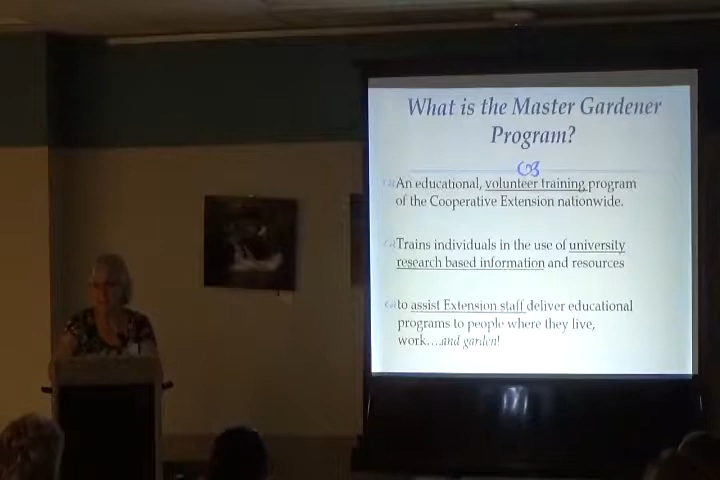 What is the Master Gardener
Program?
An educational, volunteer training program
of the Cooperative Extension nationwide.
Trains individuals in the use of university
research based information and resources
to assist Extension staff deliver educational
programs to people where they live,
work....and garden!